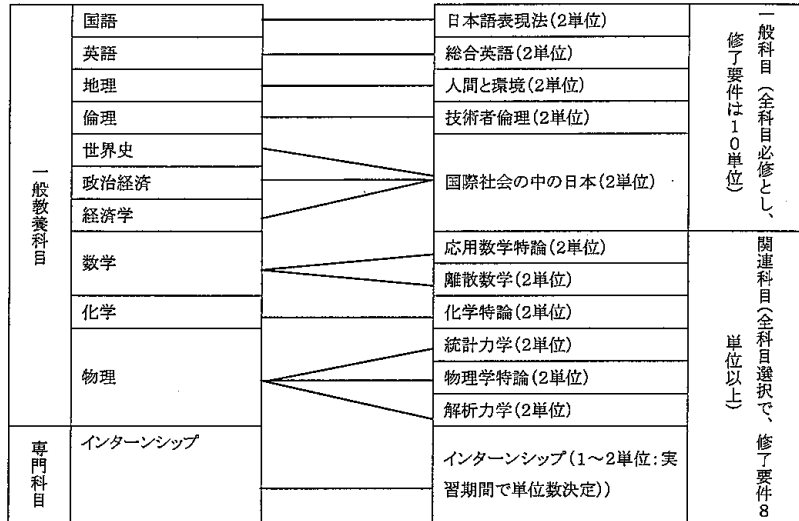 一般教養科目
国語
英語
地理
倫理
世界史
政治経済
経済学
数学
化学
物理
専門科目
インターンシップ
日本語表現法(2単位)
総合英語(2単位)
人間と環境(2単位)
技術者倫理(2単位)
国際社会の中の日本(2単位)
応用数学特論(2単位)
離散数学(2単位)
化学特論(2単位)
統計力学(2単位)
物理学特論(2単位)
解析力学(2単位)
インターンシップ(1～2単位:実
習期間で単位数決定))
一般科目(全科目必修とし、
修了要件は10単位)
関連科目(全科目選択で、修了要件8
単位以上)